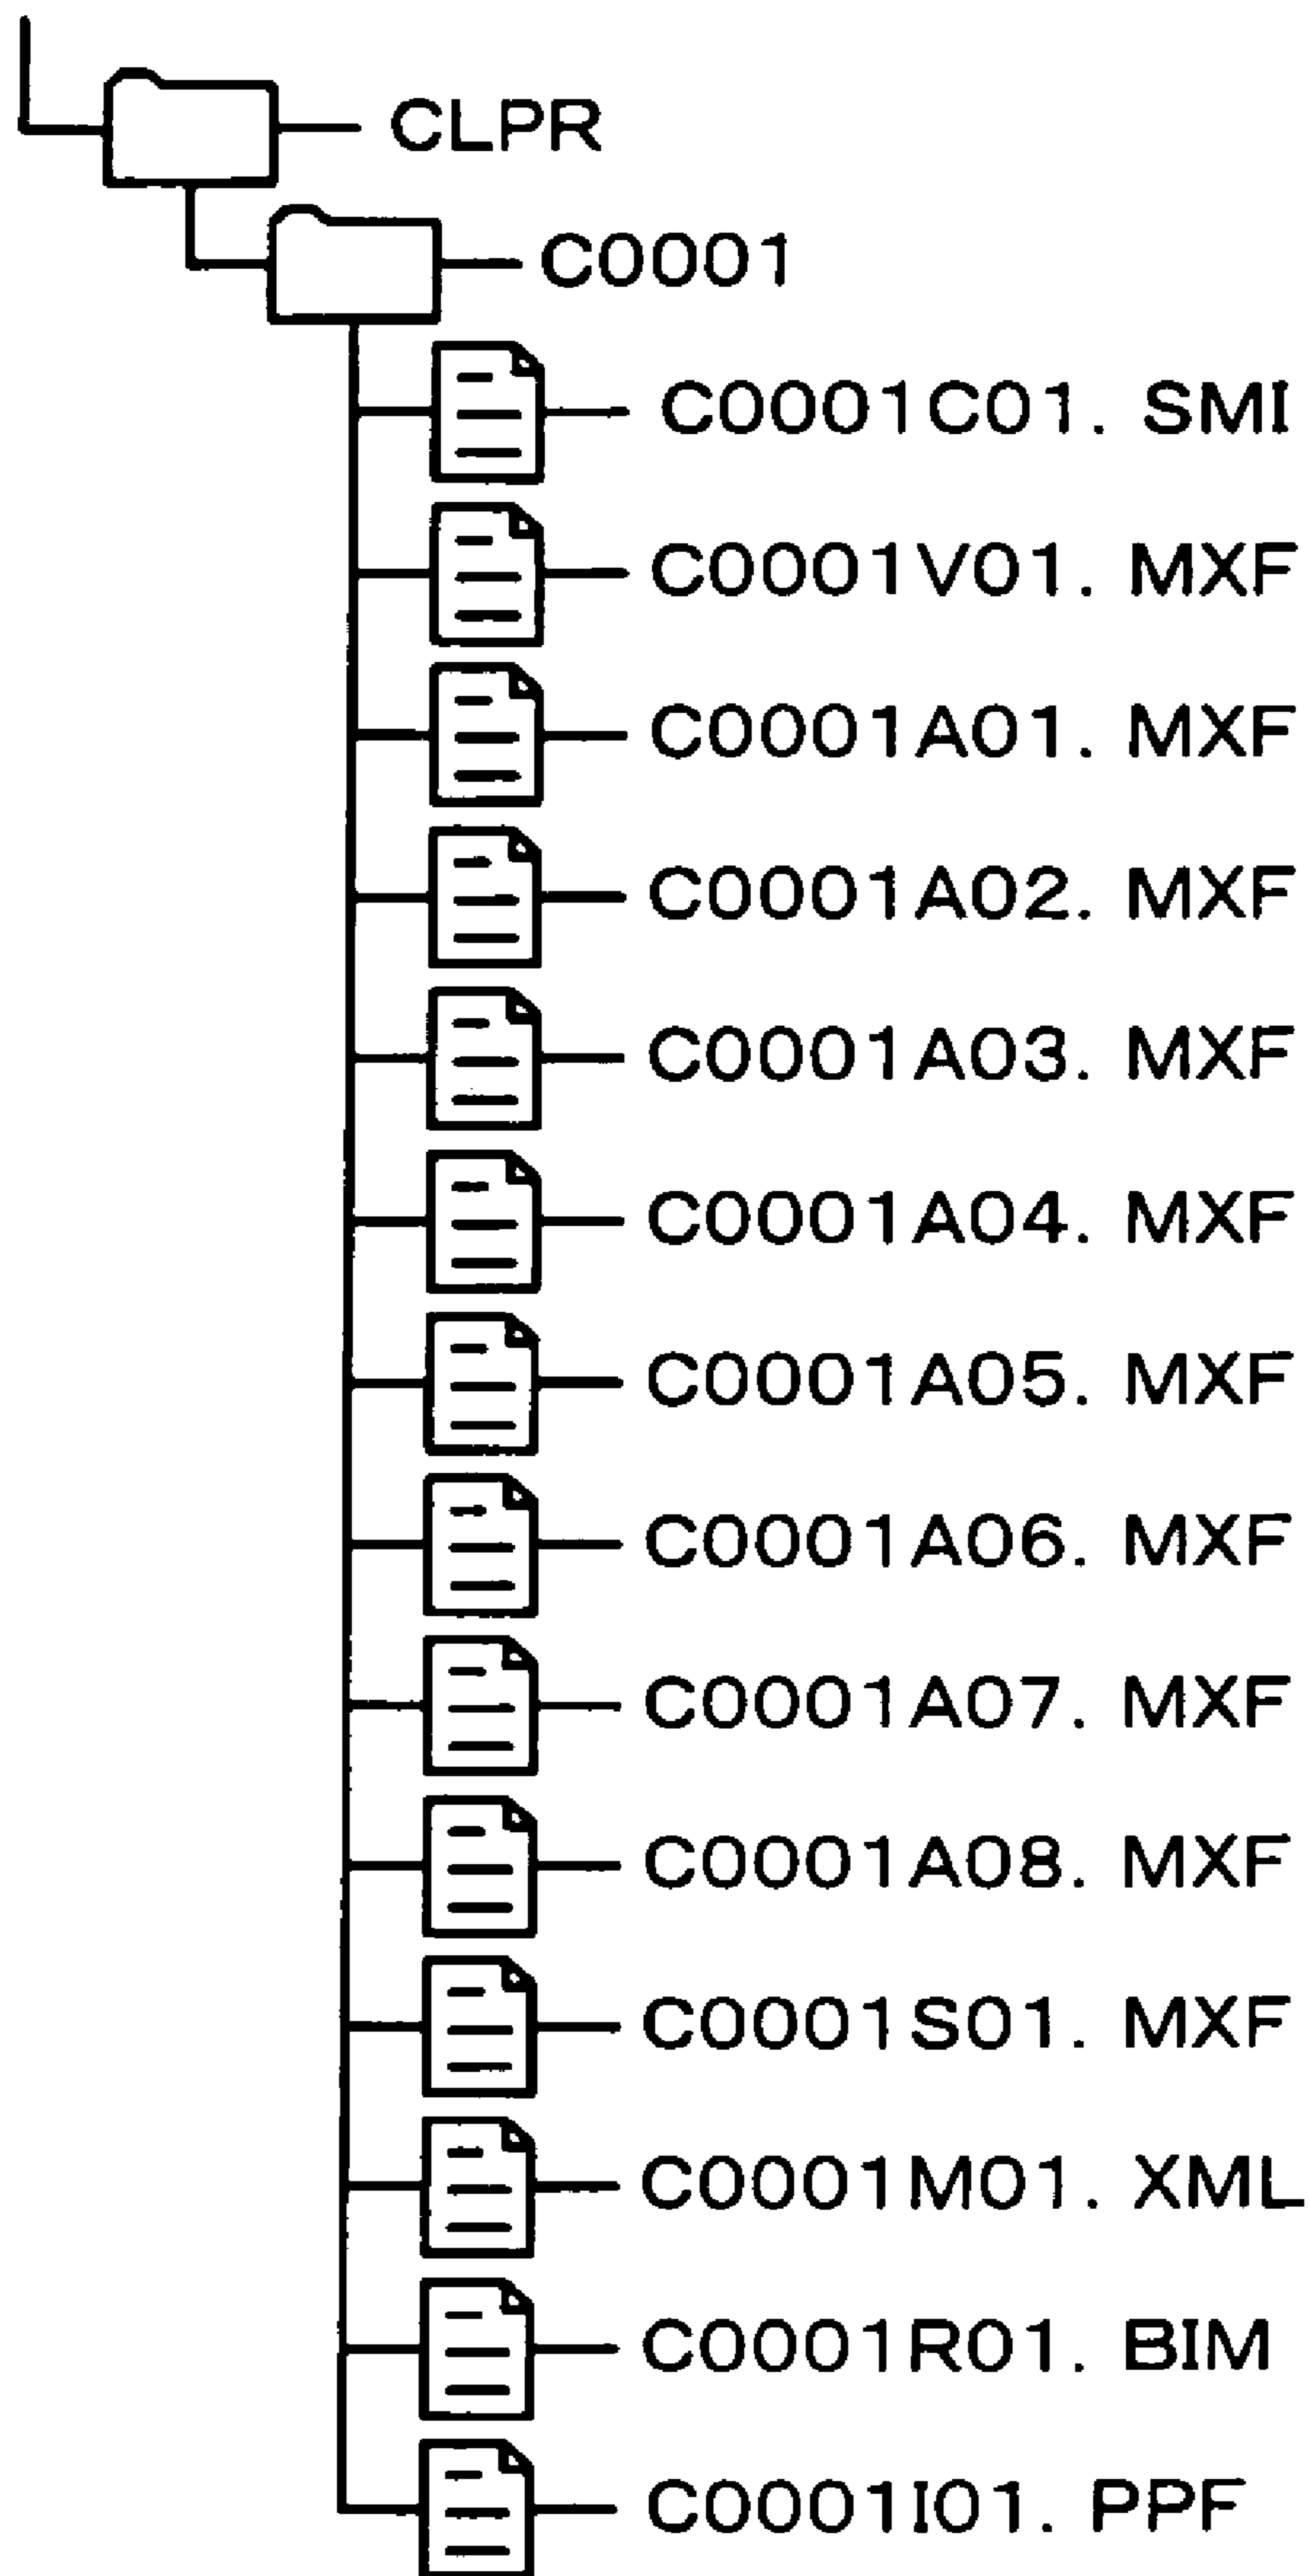 CLPR
C0001
C0001C01. SMI
C0001V01. MXF
C0001A01. MXF
C0001A02. MXF
C0001A03. MXF
C0001A04. MXF
C0001A05. MXF
C0001A06. MXF
C0001A07. MXF
C0001A08. MXF
C0001S01. MXF
C0001M01. XML
C0001R01. BIM
C0001I01. PPF